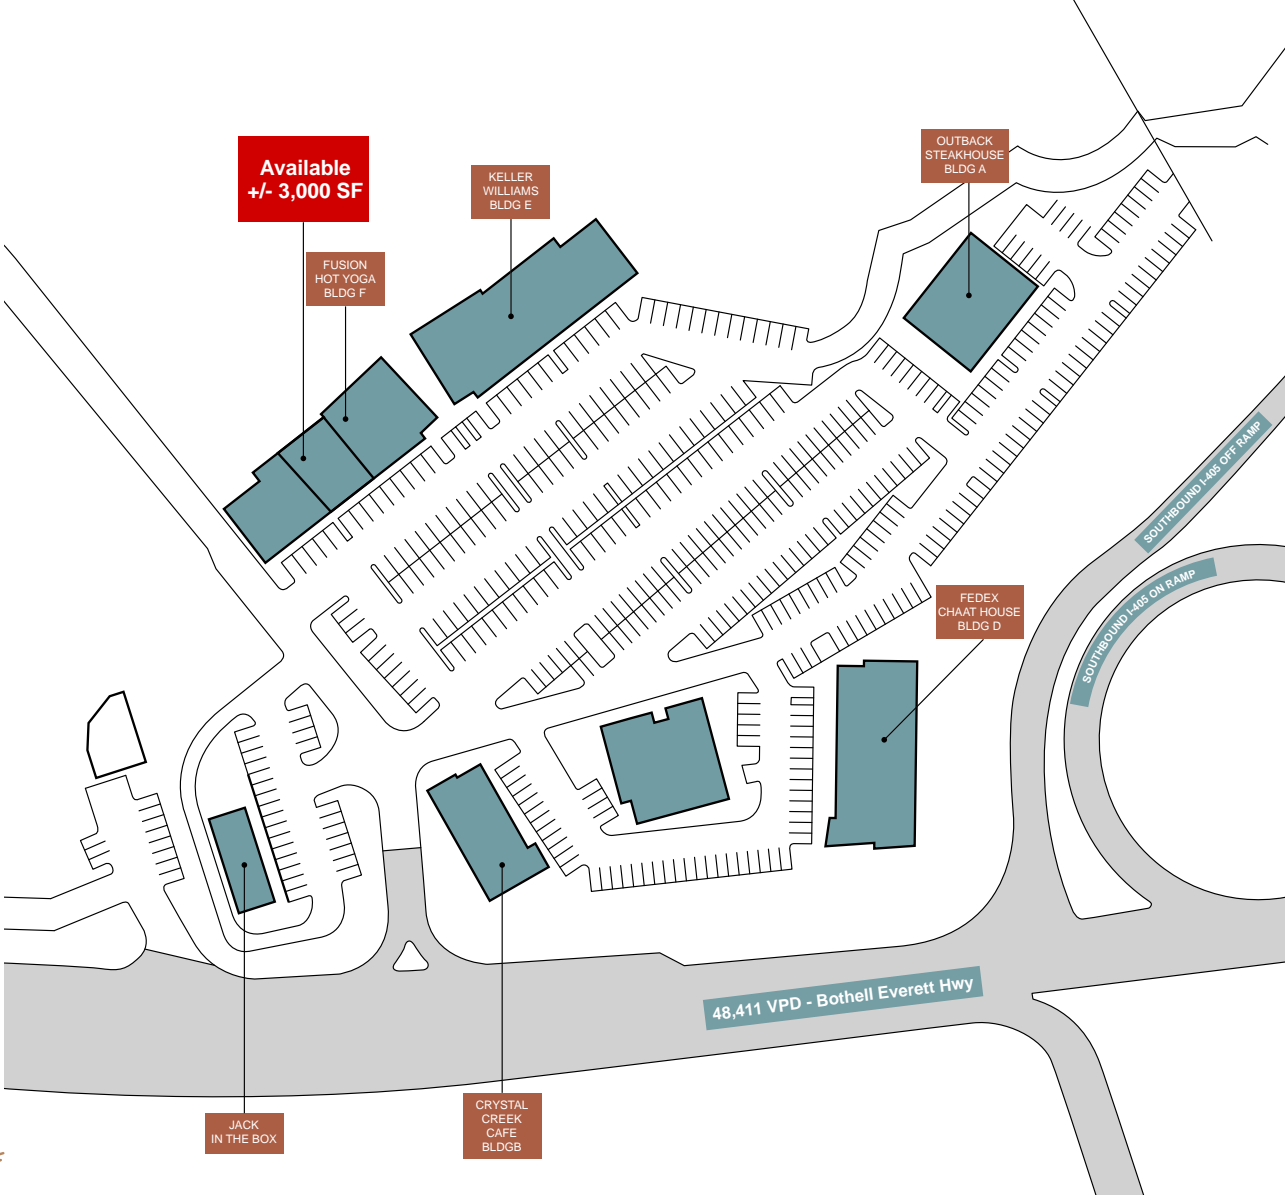 OUTBACK
STEAKHOUSE
BLDG A
Available
+/- 3,000 SF
KELLER
WILLIAMS
BLDG E
FUSION
HOT YOGA
BLDG F
SOUTHBOUND I-405 OFF RAMP
SOUTHBOUND I-405 ON RAMP
FEDEX
CHAAT HOUSE
BLDG D
48,411 VPD - Bothell Everett Hwy
CRYSTAL
CREEK
CAFE
BLDGB
JACK
IN THE BOX